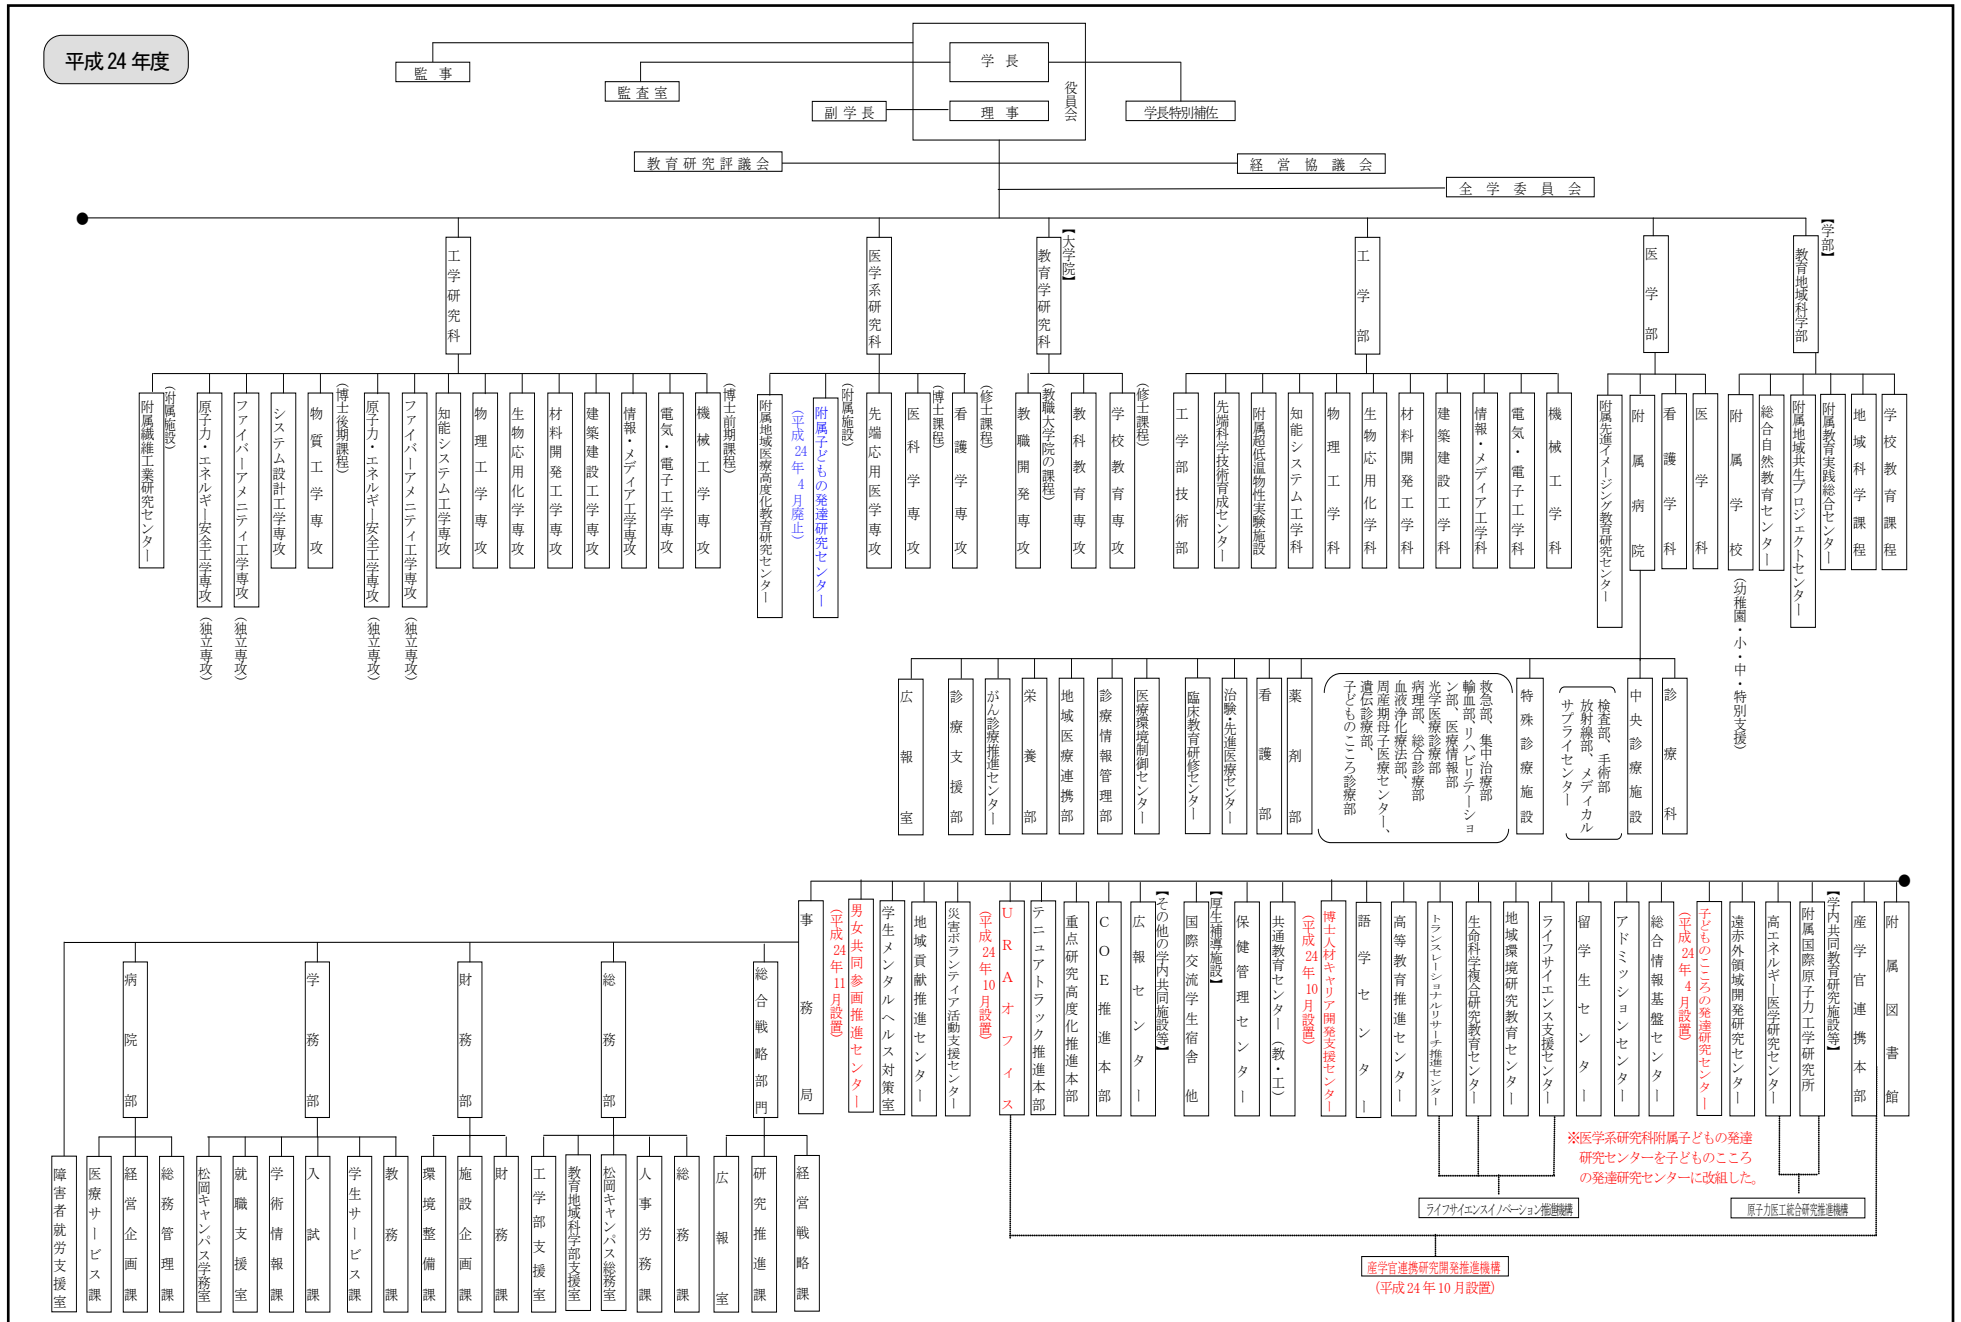 平成24年度
監事
監査室
学長
役員会
副学長
理事
学長特別補佐
教育研究評議会
経営協議会
全学委員会
【学部】
教育地域科学部
医学部
工学部
【大学院】
教育学研究科
医学系研究科
工学研究科
学校教育課程
地域科学課程
附属教育実践総合センター
附属地域共生プロジェクトセンター
総合自然教育センター
附属学校
(幼稚園・小・中・特別支援)
医学科
看護学科
附属病院
附属先進イメージング教育研究センター
機械工学科
電気・電子工学科
情報・メディア工学科
建築建設工学科
材料開発工学科
生物応用化学科
物理工学科
知能システム工学科
附属超低温物性実験施設
先端科学技術育成センター
工学部技術部
(修士課程)
学校教育専攻
教科教育専攻
(教職大学院の課程)
教職開発専攻
(修士課程)
看護学専攻
(博士課程)
医科学専攻
先端応用医学専攻
(附属施設)
附属子どもの発達研究センター
(平成24年4月廃止)
附属地域医療高度化教育研究センター
(博士前期課程)
機械工学専攻
電気・電子工学専攻
情報・メディア工学専攻
建築建設工学専攻
材料開発工学専攻
生物応用化学専攻
物理工学専攻
知能システム工学専攻
ファイバーアメニティ工学専攻
(独立専攻)
原子力・エネルギー安全工学専攻
(独立専攻)
(博士後期課程)
物質工学専攻
システム設計工学専攻
ファイバーアメニティ工学専攻
(独立専攻)
原子力・エネルギー安全工学専攻
(独立専攻)
(附属施設)
附属繊維工業研究センター
診療科
中央診療施設
検査部、手術部
放射線部、メディカル
サプライセンター
特殊診療施設
救急部、集中治療部
輸血部、リハビリテーショ
ン部、医療情報部
光学医療診療部
病理部、総合診療部
血液浄化療法部、
周産期母子医療センター、
遺伝診療部、
子どものこころ診療部
薬剤部
看護部
治験・先進医療センター
臨床教育研修センター
医療環境制御センター
診療情報管理部
地域医療連携部
栄養部
がん診療推進センター
診療支援部
広報室
附属図書館
産学官連携本部
【学内共同教育研究施設等】
附属国際原子力工学研究所
高エネルギー医学研究センター
遠赤外領域開発研究センター
子どものこころの発達研究センター
(平成24年4月設置)
総合情報基盤センター
アドミッションセンター
留学生センター
ライフサイエンス支援センター
地域環境研究教育センター
生命科学複合研究教育センター
トランスレーショナルリサーチ推進センター
高等教育推進センター
語学センター
博士人材キャリア開発支援センター
(平成24年10月設置)
共通教育センター(教・工)
保健管理センター
【厚生補導施設】
国際交流学生宿舎 他
【その他の学内共同施設等】
広報センター
COE推進本部
重点研究高度化推進本部
テニュアトラック推進本部
URAオフィス
(平成24年10月設置)
災害ボランティア活動支援センター
地域貢献推進センター
学生メンタルヘルス対策室
男女共同参画推進センター
(平成24年11月設置)
事務局
総合戦略部門
総務部
財務部
学務部
病院部
経営戦略課
研究推進課
広報室
総務課
人事労務課
松岡キャンパス総務室
教育地域科学部支援室
工学部支援室
財務課
施設企画課
環境整備課
教務課
学生サービス課
入試課
学術情報課
就職支援室
松岡キャンパス学務室
総務管理課
経営企画課
医療サービス課
障害者就労支援室
※医学系研究科附属子どもの発達
研究センターを子どものこころ
の発達研究センターに改組した。
ライフサイエンスイノベーション推進機構
原子力医工統合研究推進機構
産学官連携研究開発推進機構
(平成24年10月設置)